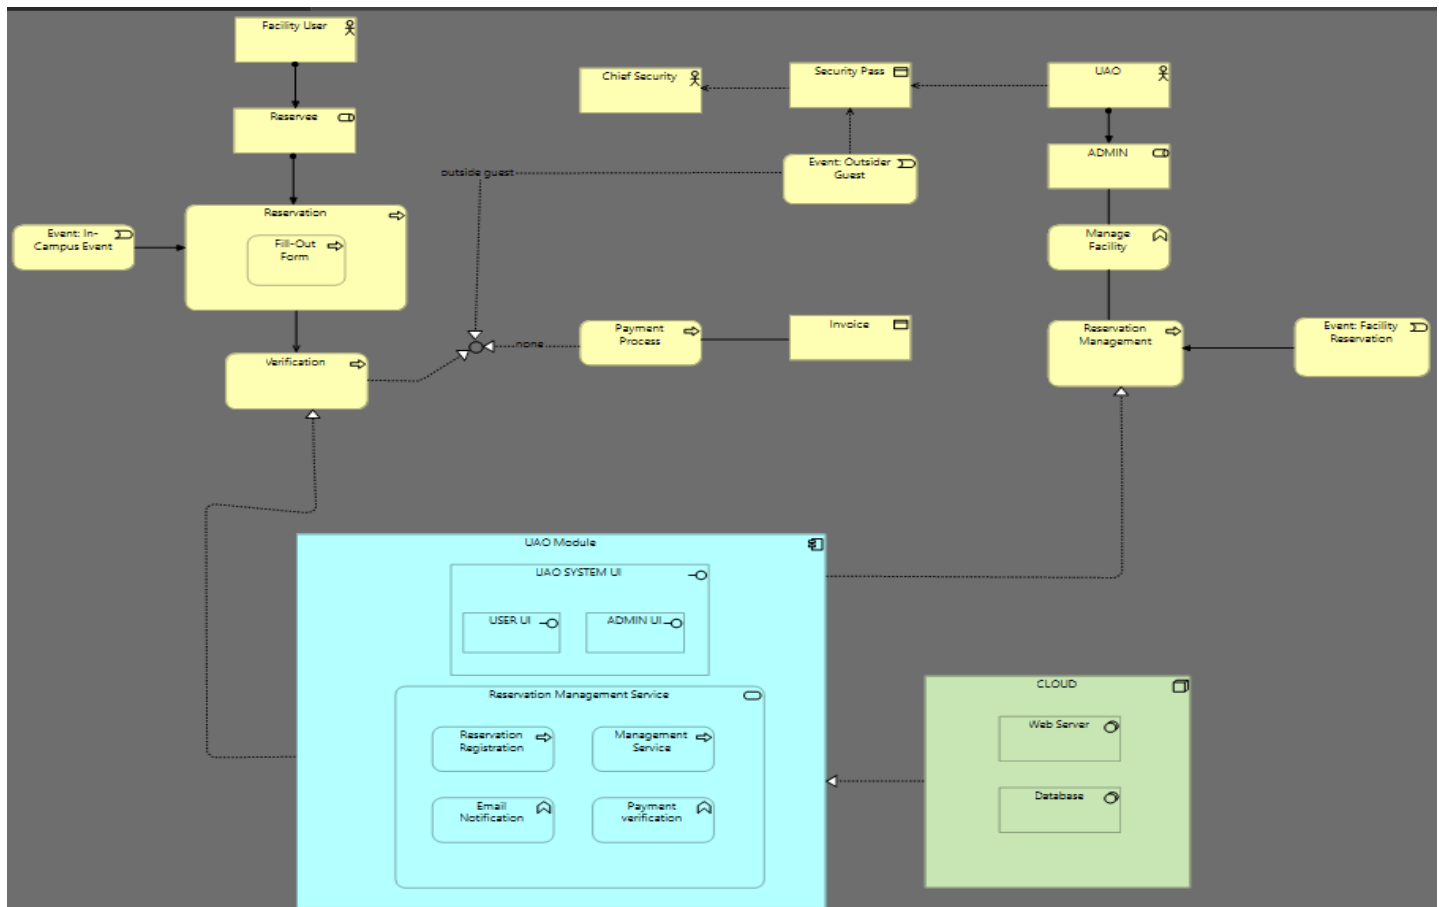 Facility User
Chief Security
Security Pass
UAO
Reservee
ADMIN
Event: Outsider
Guest
outside guest
Reservation
Fill-Out
Form
Event: In-
Campus Event
Manage
Facility
Payment
Process
Invoice
Reservation
Management
Event: Facility
Reservation
none
Verification
UAO Module
UAO SYSTEM UI
USER UI
ADMIN UI
Reservation Management Service
Reservation
Registration
Management
Service
Email
Notification
Payment
verification
CLOUD
Web Server
Database